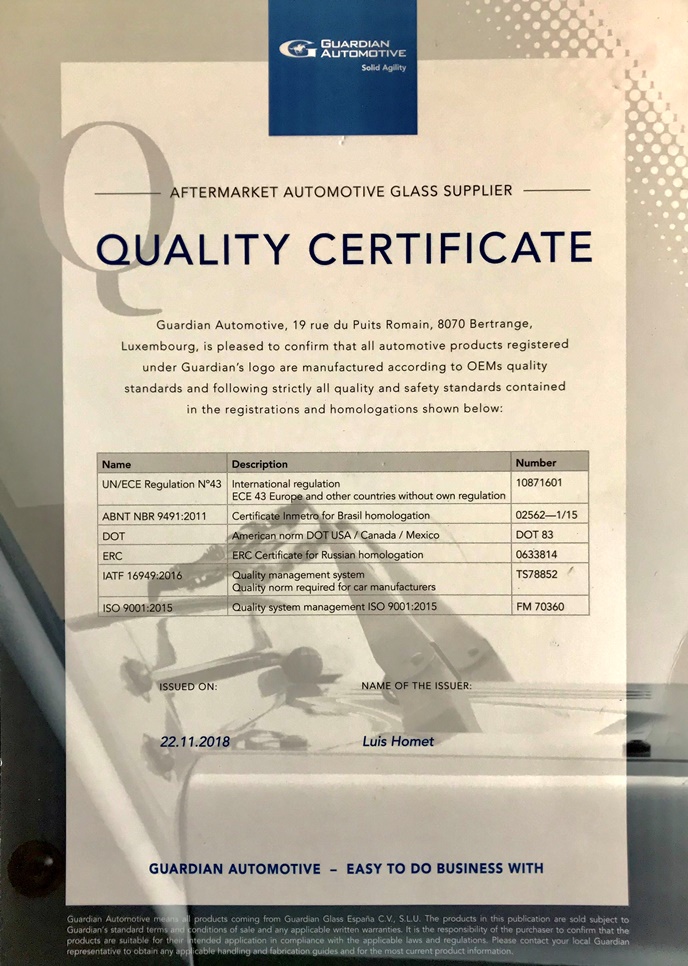 GUARDIAN
AUTOMOTIVE
Solid Agility
AFTERMARKET AUTOMOTIVE GLASS SUPPLIER
QUALITY CERTIFICATE
Guardian Automotive, 19 rue du Puits Romain, 8070 Bertrange,
Luxembourg, is pleased to confirm that all automotive products registered
under Guardian's logo are manufactured according to OEMs quality
standards and following strictly all quality and safety standards contained
in the registrations and homologations shown below:
Name Description Number
UN/ECE Regulation Nº43 International regulation 10871601
ECE 43 Europe and other countries without own regulation
ABNT NBR 9491:2011 Certificate Inmetro for Brasil homologation 02562—1/15
DOT American norm DOT USA / Canada / Mexico DOT 83
ERC ERC Certificate for Russian homologation 0633814
IATF 16949:2016 Quality management system TS78852
Quality norm required for car manufacturers
ISO 9001:2015 Quality system management ISO 9001:2015 FM 70360
ISSUED ON: NAME OF THE ISSUER:
22.11.2018 Luis Homet
GUARDIAN AUTOMOTIVE – EASY TO DO BUSINESS WITH
Guardian Automotive means all products coming from Guardian Glass España C.V., S.L.U. The products in this publication are sold subject to
Guardian's standard terms and conditions of sale and any applicable written warranties. It is the responsibility of the purchaser to confirm that the
products are suitable for their intended application in compliance with the applicable laws and regulations. Please contact your local Guardian
representative to obtain any applicable handling and fabrication guides and for the most current product information.